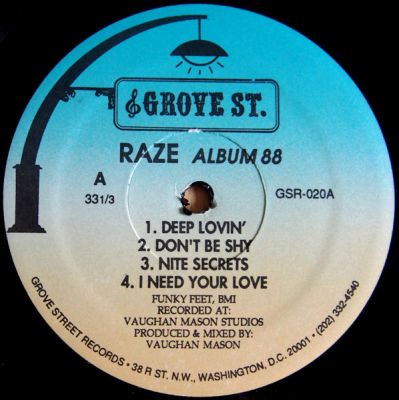 GROVE ST.
RAZE ALBUM 88
A
33 1/3
GSR-020A
1. DEEP LOVIN'
2. DON'T BE SHY
3. NITE SECRETS
4. I NEED YOUR LOVE
FUNKY FEET, BMI
RECORDED AT:
VAUGHAN MASON STUDIOS
PRODUCED & MIXED BY:
VAUGHAN MASON
GROVE STREET RECORDS • 38 R ST. N.W., WASHINGTON, D.C. 20001 • (202) 332-4540